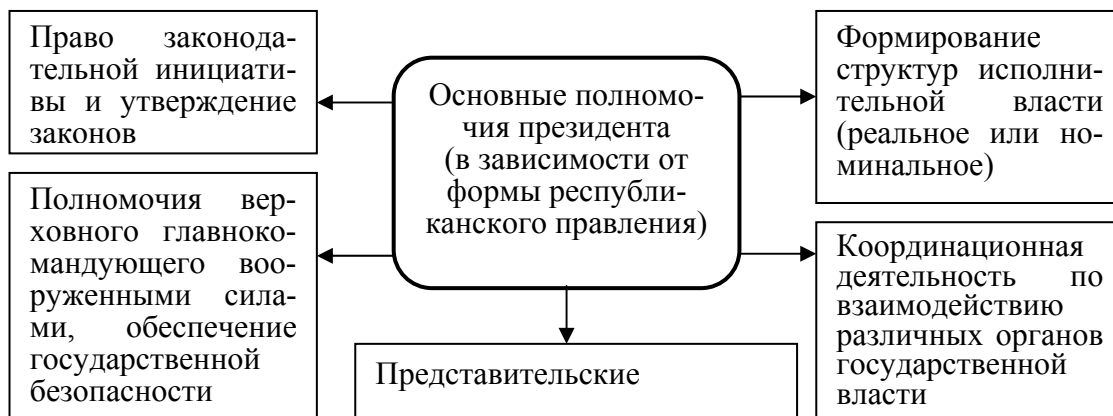 Право законода-
тельной инициати-
вы и утверждение
законов
Основные полномо-
чия президента
(в зависимости от
формы республи-
канского правления)
Формирование
структур исполни-
тельной власти
(реальное или но-
минальное)
Полномочия вер-
ховного главноко-
мандующего воо-
руженными сила-
ми, обеспечение
государственной
безопасности
Представительские
Координационная
деятельность по
взаимодействию
различных органов
государственной
власти